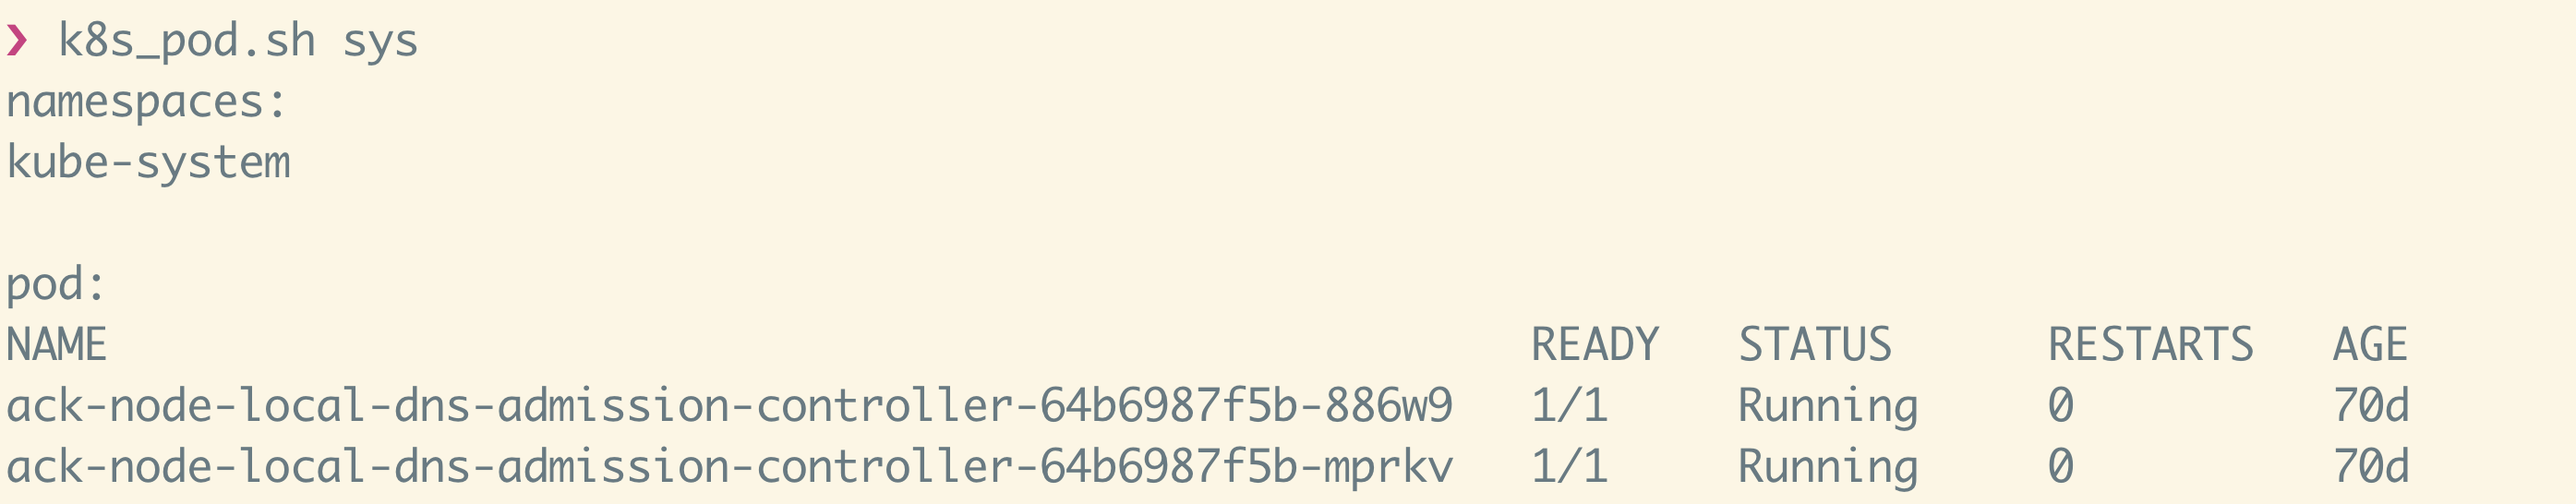 ❯ k8s_pod.sh sys
namespaces:
kube-system

pod:
NAME READY STATUS RESTARTS AGE
ack-node-local-dns-admission-controller-64b6987f5b-886w9 1/1 Running 0 70d
ack-node-local-dns-admission-controller-64b6987f5b-mprkv 1/1 Running 0 70d